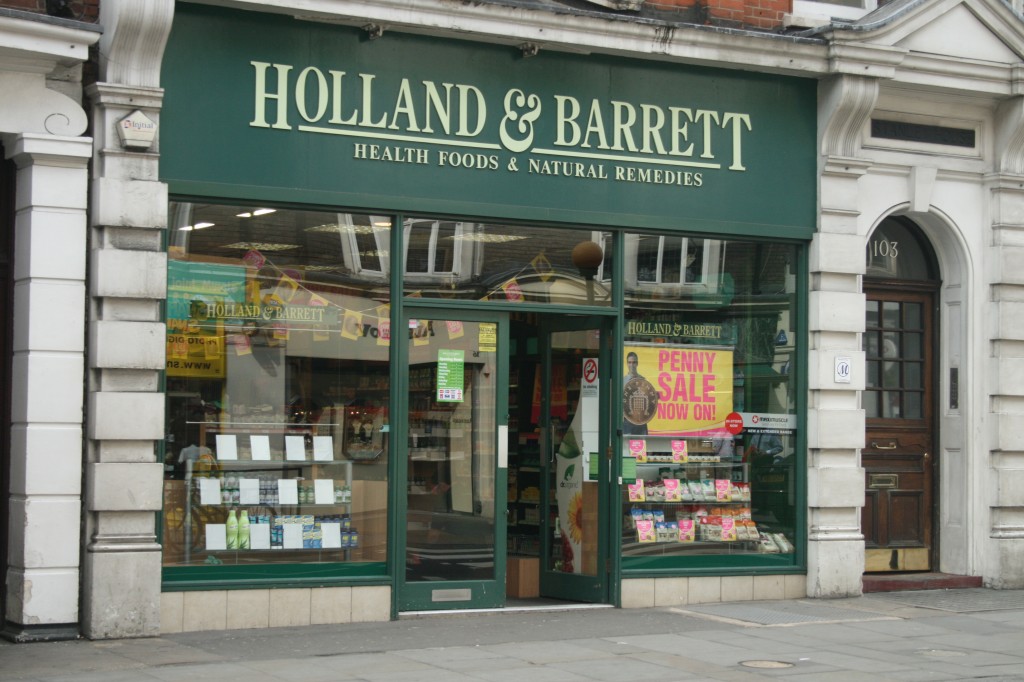 HOLLAND & BARRETT
HEALTH FOODS & NATURAL REMEDIES
103
HOLLAND & BARRETT
HOLLAND & BARRETT
PENNY
SALE
NOW ON!